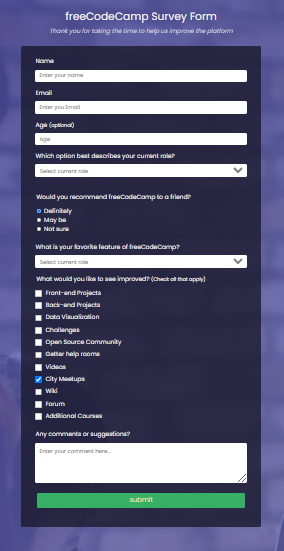 freeCodeCamp Survey Form
Thank you for taking the time to help us improve the platform
Name
Enter your name
Email
Enter you Email
Age (optional)
Age
Which option best describes your current role?
Select current role
Would you recommend freeCodeCamp to a friend?
Definitely
May be
Not sure
What is your favorite feature of freeCodeCamp?
Select current role
What would you like to see improved? (Check all that apply)
Front-end Projects
Back-end Projects
Data Visualization
Challenges
Open Source Community
Getter help rooms
Videos
City Meetups
Wiki
Forum
Additional Courses
Any comments or suggestions?
Enter your comment here...
submit